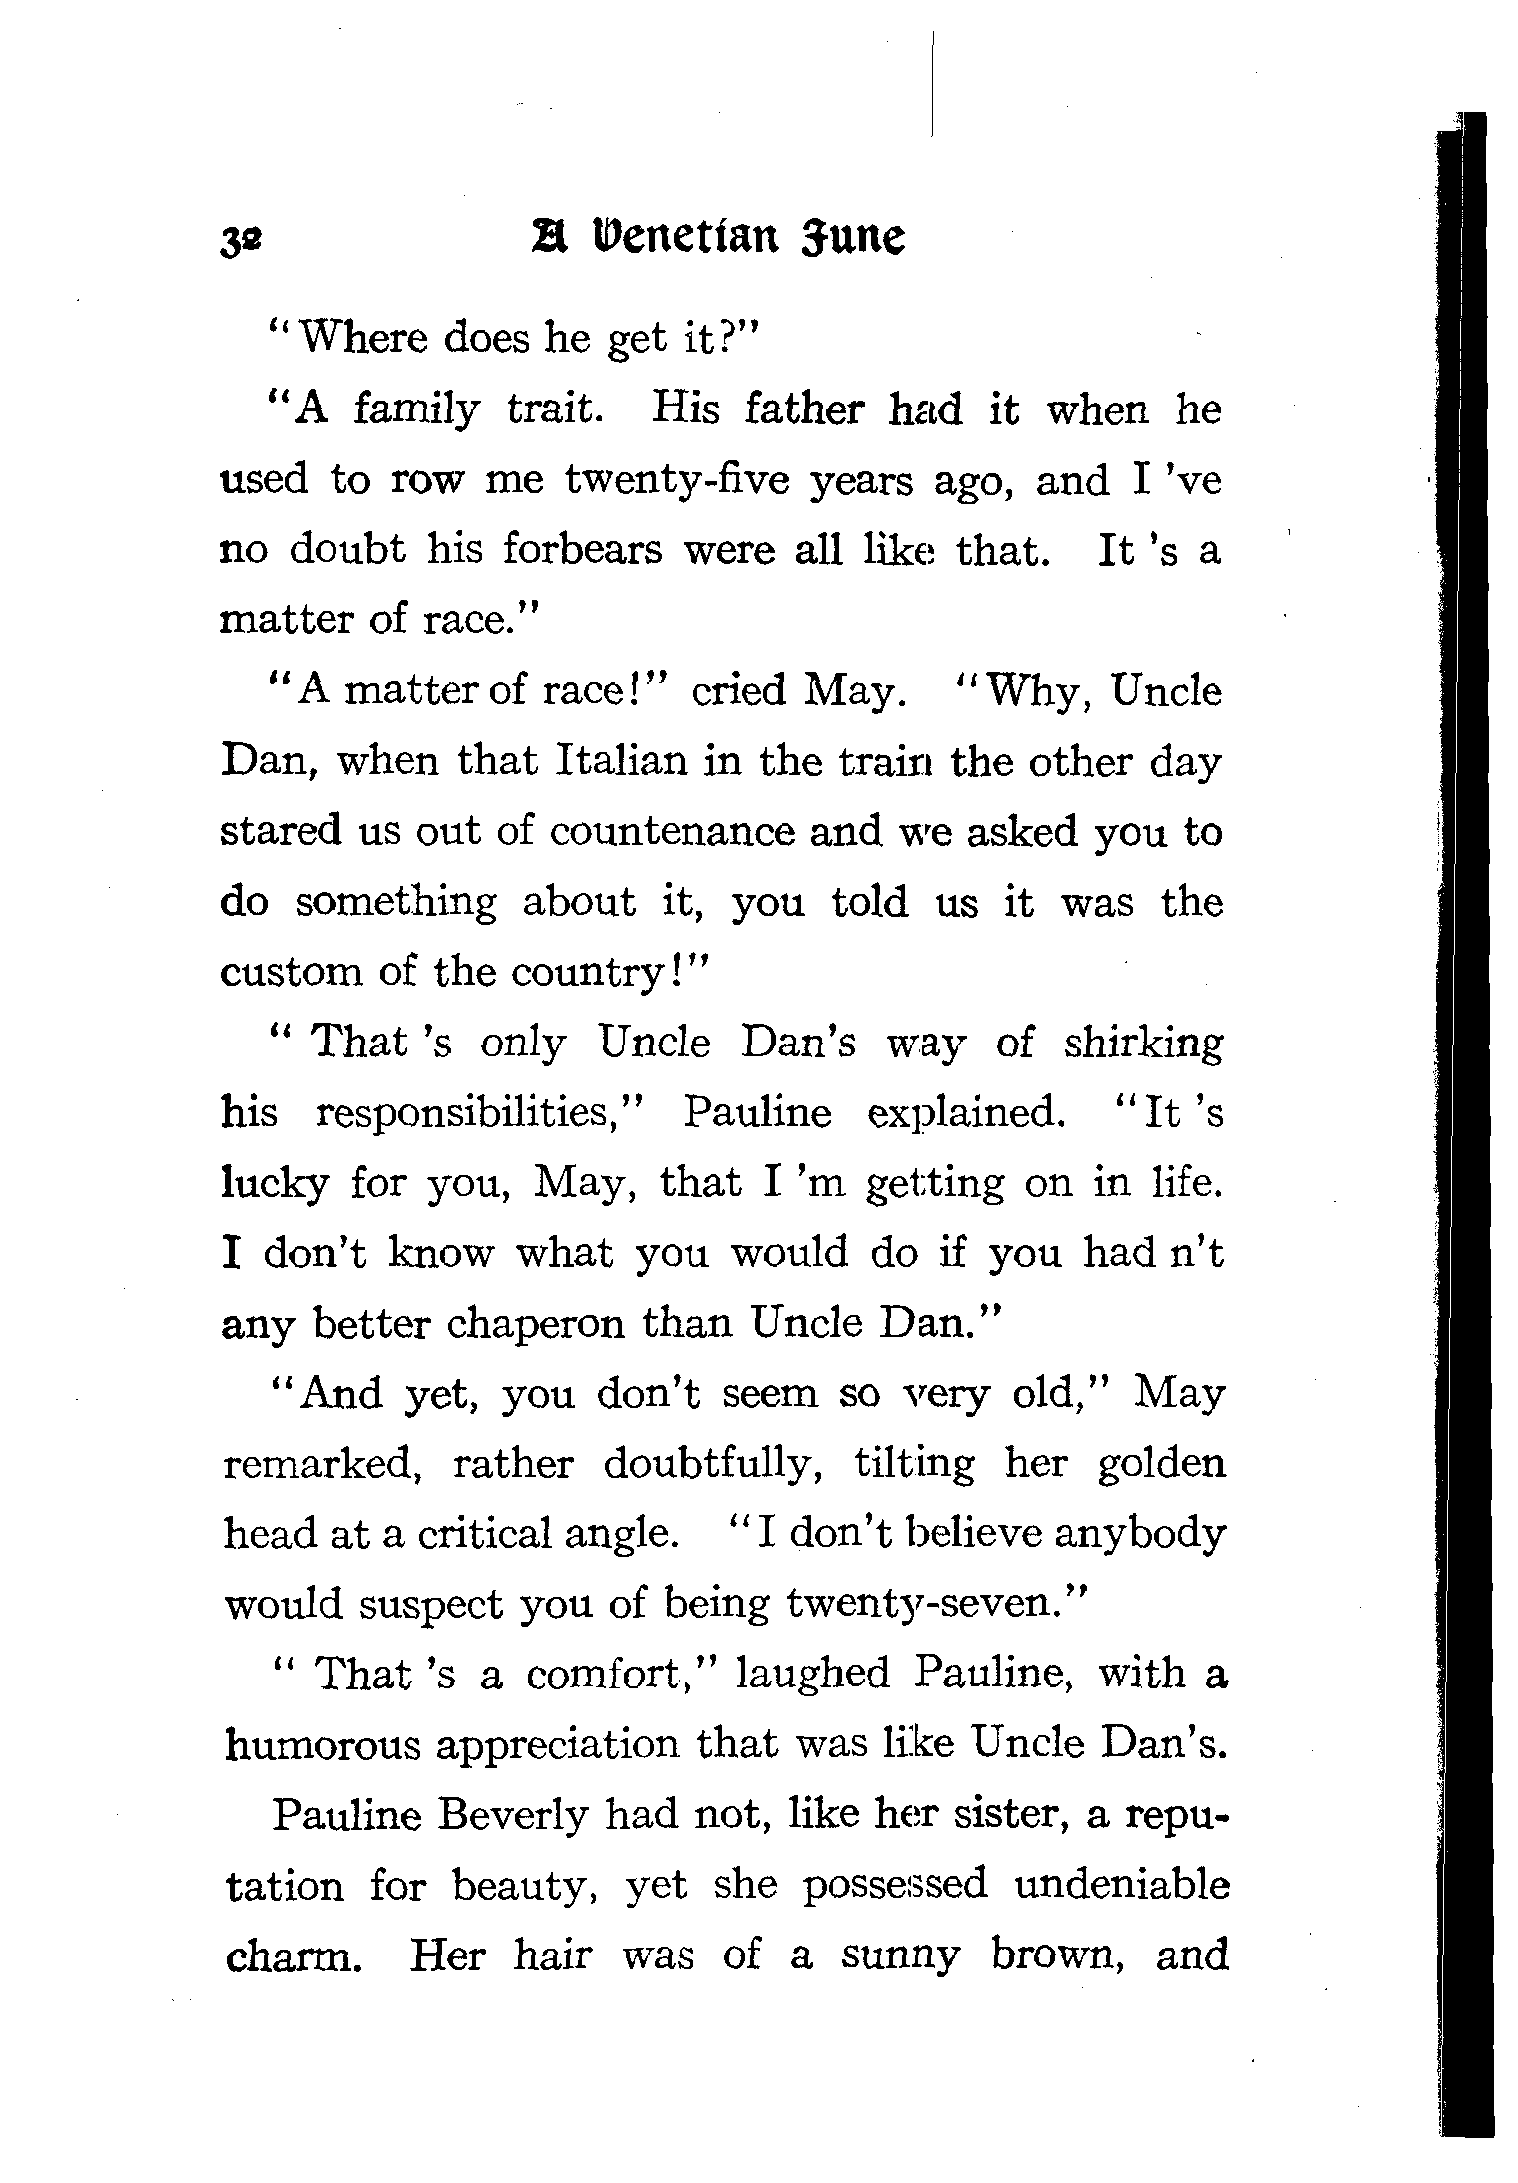 32 A Venetian June
"Where does he get it?"
"A family trait. His father had it when he
used to row me twenty-five years ago, and I 've
no doubt his forbears were all like that. It 's a
matter of race."
"A matter of race!" cried May. "Why, Uncle
Dan, when that Italian in the train the other day
stared us out of countenance and we asked you to
do something about it, you told us it was the
custom of the country!"
" That 's only Uncle Dan's way of shirking
his responsibilities," Pauline explained. "It 's
lucky for you, May, that I 'm getting on in life.
I don't know what you would do if you had n't
any better chaperon than Uncle Dan."
"And yet, you don't seem so very old," May
remarked, rather doubtfully, tilting her golden
head at a critical angle. "I don't believe anybody
would suspect you of being twenty-seven."
" That 's a comfort," laughed Pauline, with a
humorous appreciation that was like Uncle Dan's.
Pauline Beverly had not, like her sister, a repu-
tation for beauty, yet she possessed undeniable
charm. Her hair was of a sunny brown, and